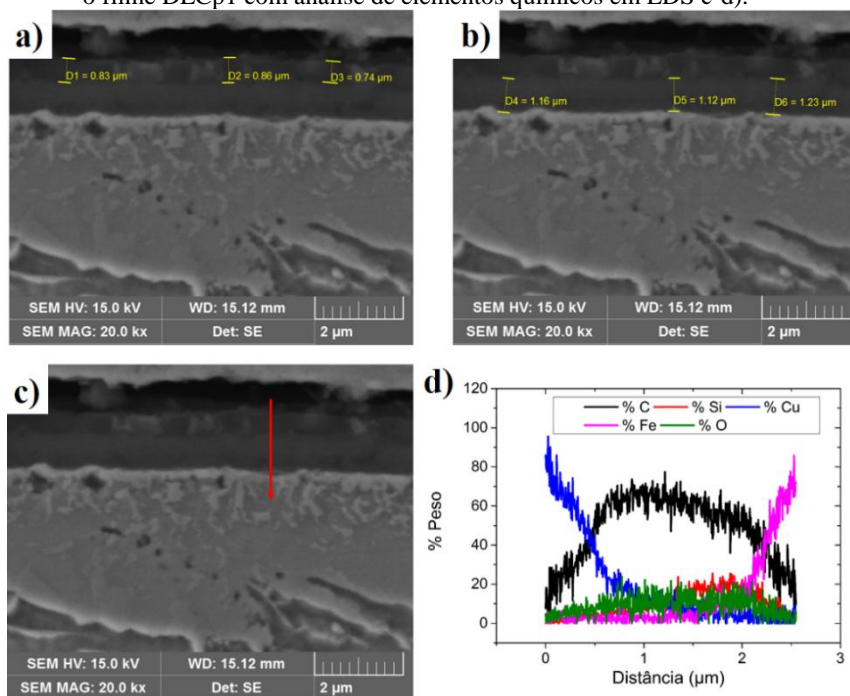 o filme DLCp1 com análise de elementos químicos em EDS e d).
a)
D1 = 0.83 µm
D2 = 0.86 µm
D3 = 0.74 µm
SEM HV: 15.0 kV
WD: 15.12 mm
SEM MAG: 20.0 kx
Det: SE
2 µm
b)
D4 = 1.16 µm
D5 = 1.12 µm
D6 = 1.23 µm
SEM HV: 15.0 kV
WD: 15.12 mm
SEM MAG: 20.0 kx
Det: SE
2 µm
c)
SEM HV: 15.0 kV
WD: 15.12 mm
SEM MAG: 20.0 kx
Det: SE
2 µm
d)
120
100
80
60
40
20
0
% Peso
% C
% Si
% Cu
% Fe
% O
0
1
2
3
Distância (µm)